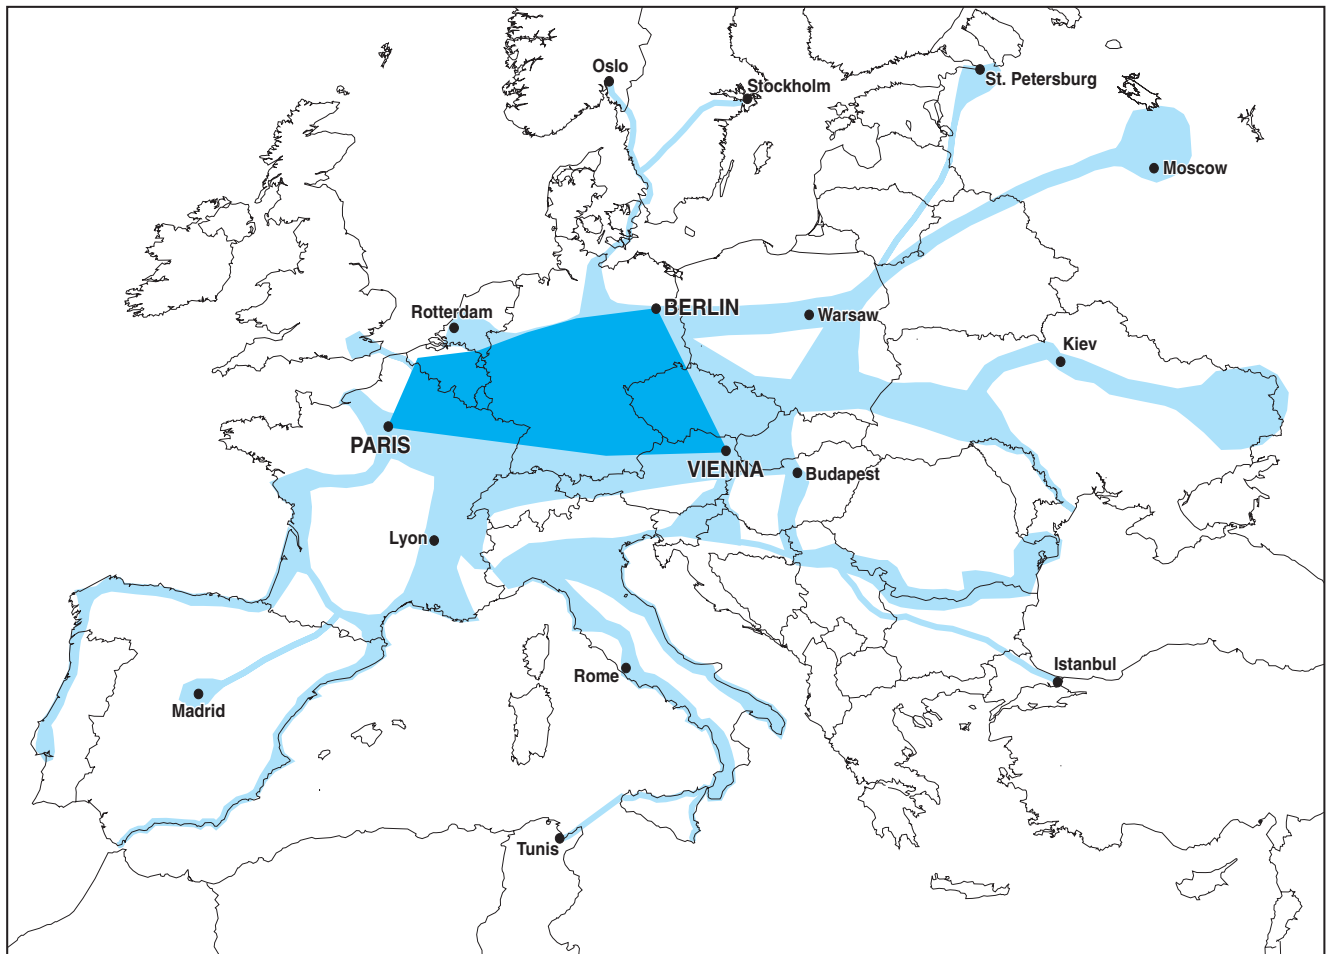 Oslo
Stockholm
St. Petersburg
Moscow
Rotterdam
BERLIN
Warsaw
Kiev
PARIS
VIENNA
Budapest
Lyon
Istanbul
Rome
Madrid
Tunis